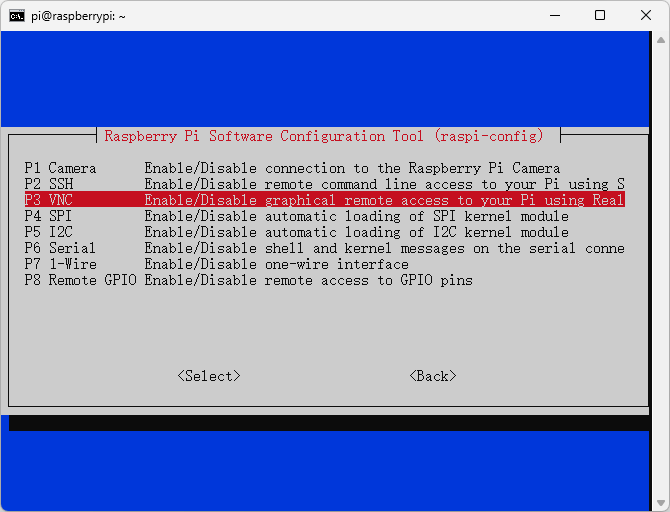 pi@raspberrypi: ~
Raspberry Pi Software Configuration Tool (raspi-config)
P1 Camera Enable/Disable connection to the Raspberry Pi Camera
P2 SSH Enable/Disable remote command line access to your Pi using S
P3 VNC Enable/Disable graphical remote access to your Pi using Real
P4 SPI Enable/Disable automatic loading of SPI kernel module
P5 I2C Enable/Disable automatic loading of I2C kernel module
P6 Serial Enable/Disable shell and kernel messages on the serial conne
P7 1-Wire Enable/Disable one-wire interface
P8 Remote GPIO Enable/Disable remote access to GPIO pins
<Select> <Back>